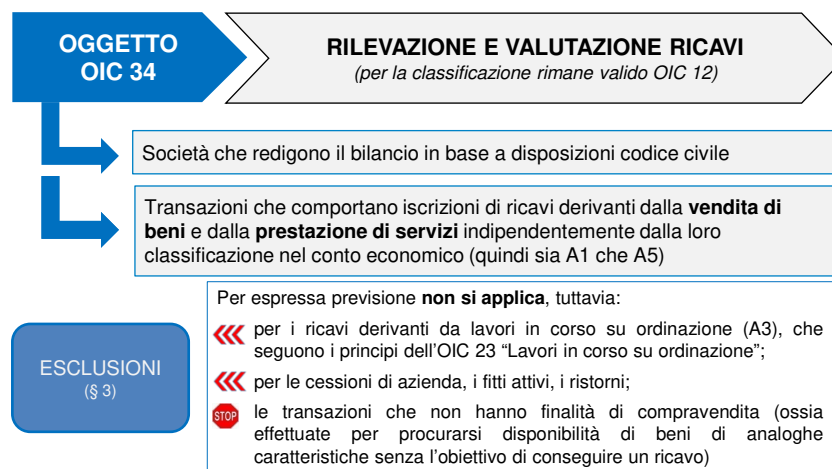 OGGETTO
OIC 34
RILEVAZIONE E VALUTAZIONE RICAVI
(per la classificazione rimane valido OIC 12)
Società che redigono il bilancio in base a disposizioni codice civile
Transazioni che comportano iscrizioni di ricavi derivanti dalla vendita di
beni e dalla prestazione di servizi indipendentemente dalla loro
classificazione nel conto economico (quindi sia A1 che A5)
ESCLUSIONI
(§ 3)
Per espressa previsione non si applica, tuttavia:
per i ricavi derivanti da lavori in corso su ordinazione (A3), che
seguono i principi dell’OIC 23 “Lavori in corso su ordinazione”;
per le cessioni di azienda, i fitti attivi, i ristorni;
STOP le transazioni che non hanno finalità di compravendita (ossia
effettuate per procurarsi disponibilità di beni di analoghe
caratteristiche senza l’obiettivo di conseguire un ricavo)